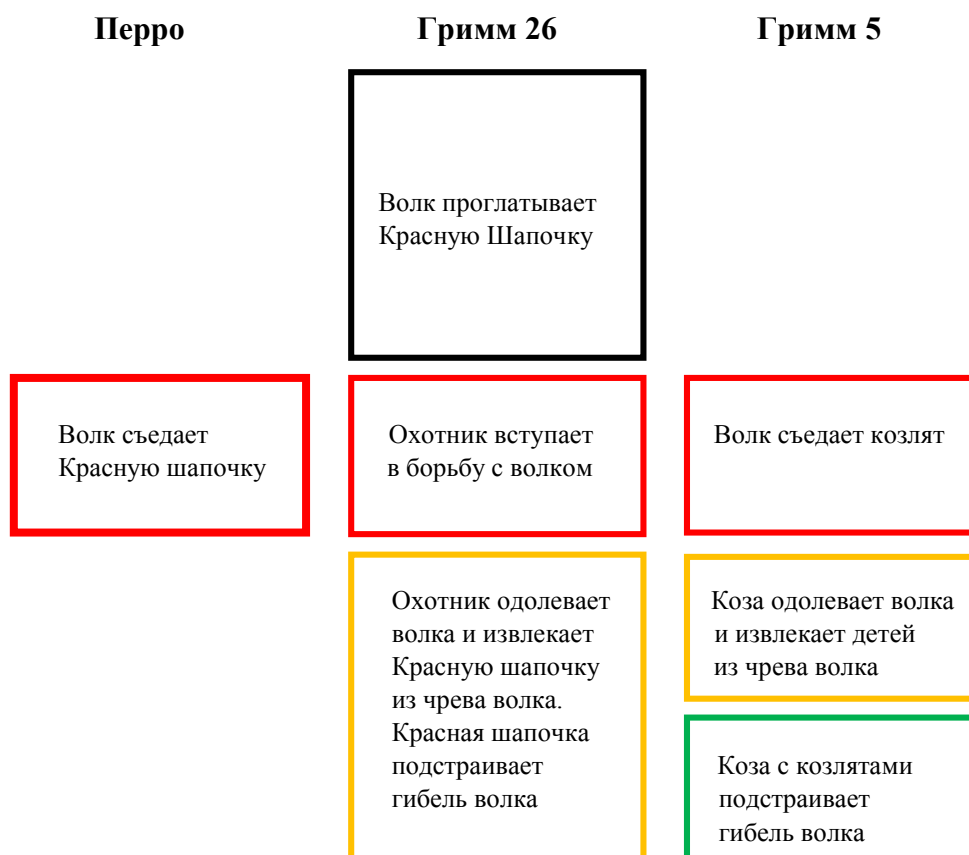 Перро
Гримм 26
Гримм 5
Волк проглатывает
Красную Шапочку
Волк съедает
Красную шапочку
Охотник вступает
в борьбу с волком
Волк съедает козлят
Охотник одолевает
волка и извлекает
Красную шапочку
из чрева волка.
Красная шапочка
подстраивает
гибель волка
Коза одолевает волка
и извлекает детей
из чрева волка
Коза с козлятами
подстраивает
гибель волка